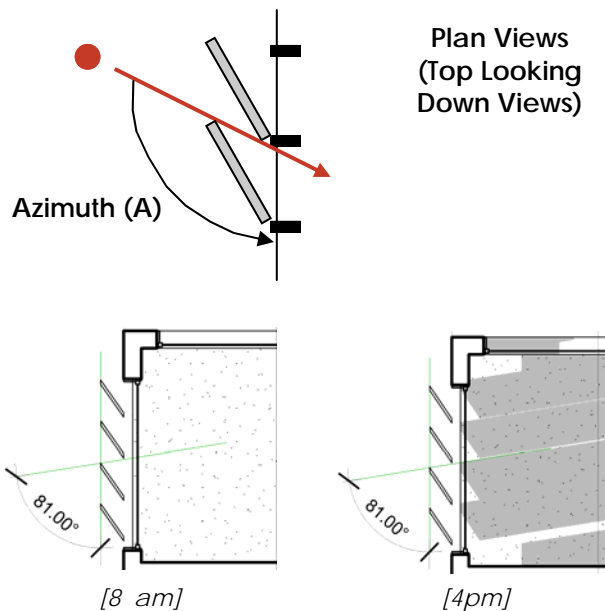 Plan Views
(Top Looking
Down Views)
Azimuth (A)
81.00°
81.00°
[8 am]
[4pm]